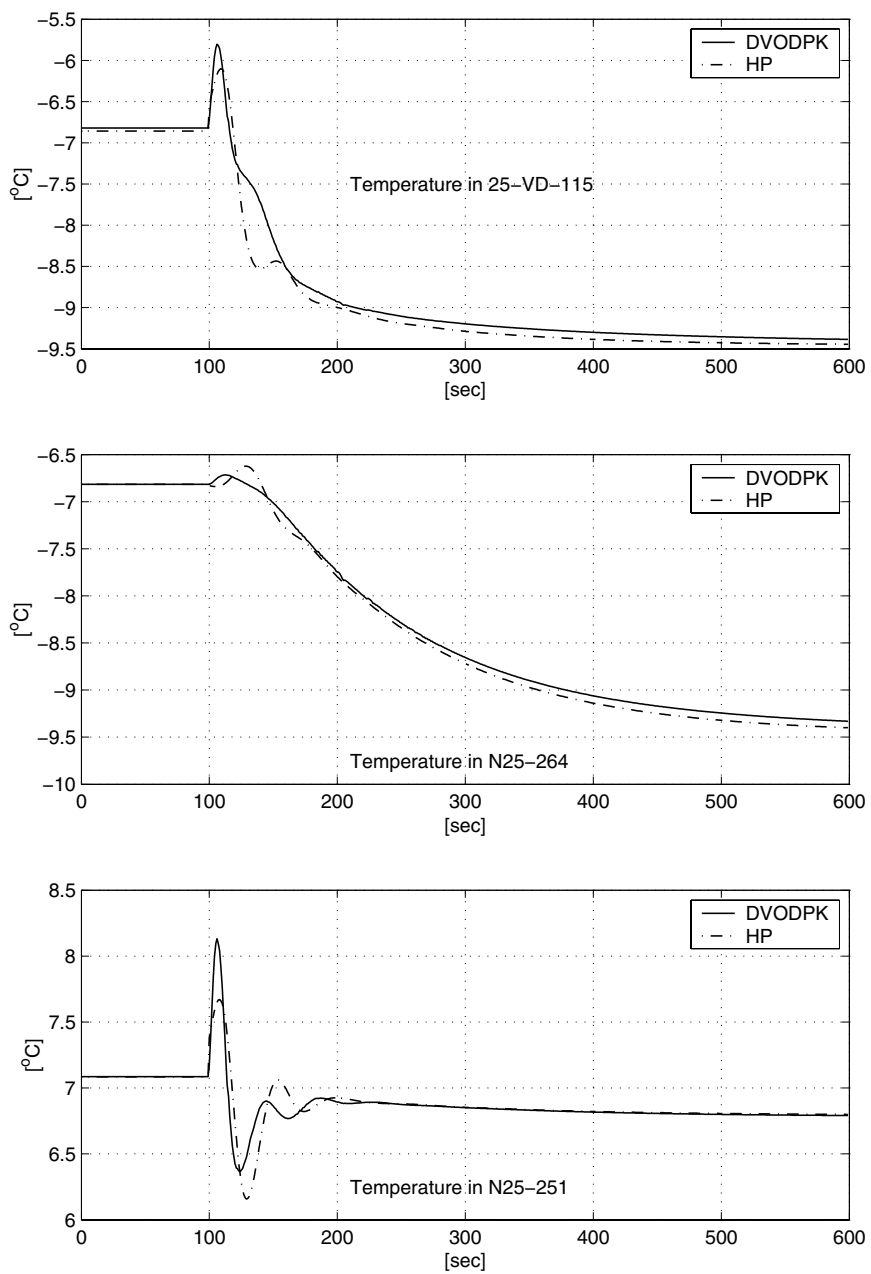 −5.5
−6
−6.5
−7
−7.5
−8
−8.5
−9
−9.5
[°C]
DVODPK
HP
Temperature in 25−VD−115
0 100 200 300 400 500 600
[sec]
−6.5
−7
−7.5
−8
−8.5
−9
−9.5
−10
[°C]
DVODPK
HP
Temperature in N25−264
0 100 200 300 400 500 600
[sec]
8.5
8
7.5
7
6.5
6
[°C]
DVODPK
HP
Temperature in N25−251
0 100 200 300 400 500 600
[sec]